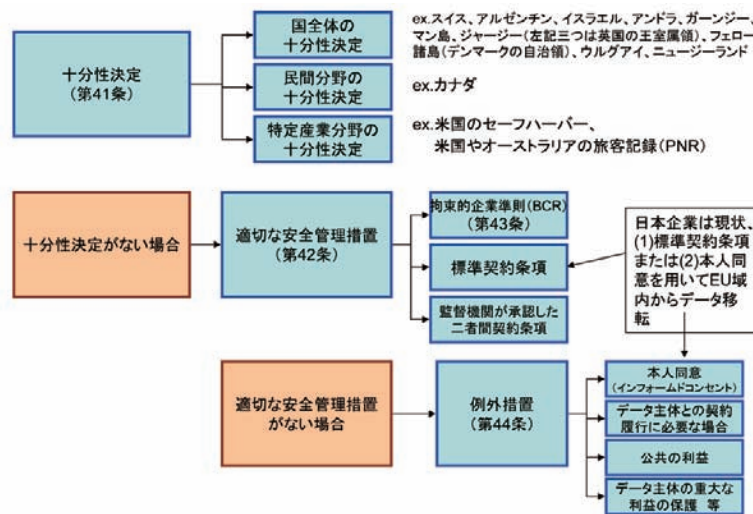 十分性決定
(第41条)
国全体の
十分性決定
ex.スイス、アルゼンチン、イスラエル、アンドラ、ガーンジー、
マン島、ジャージー(左記三つは英国の王室属領)、フェロー
諸島(デンマークの自治領)、ウルグアイ、ニュージーランド
民間分野の
十分性決定
ex.カナダ
特定産業分野の
十分性決定
ex.米国のセーフハーバー、
米国やオーストラリアの旅客記録(PNR)
十分性決定がない場合
適切な安全管理措置
(第42条)
拘束的企業準則(BCR)
(第43条)
標準契約条項
監督機関が承認した
二者間契約条項
日本企業は現状、
(1)標準契約条項
または(2)本人同
意を用いてEU域
内からデータ移
転
適切な安全管理措置
がない場合
例外措置
(第44条)
本人同意
(インフォームドコンセント)
データ主体との契約
履行に必要な場合
公共の利益
データ主体の重大な
利益の保護 等